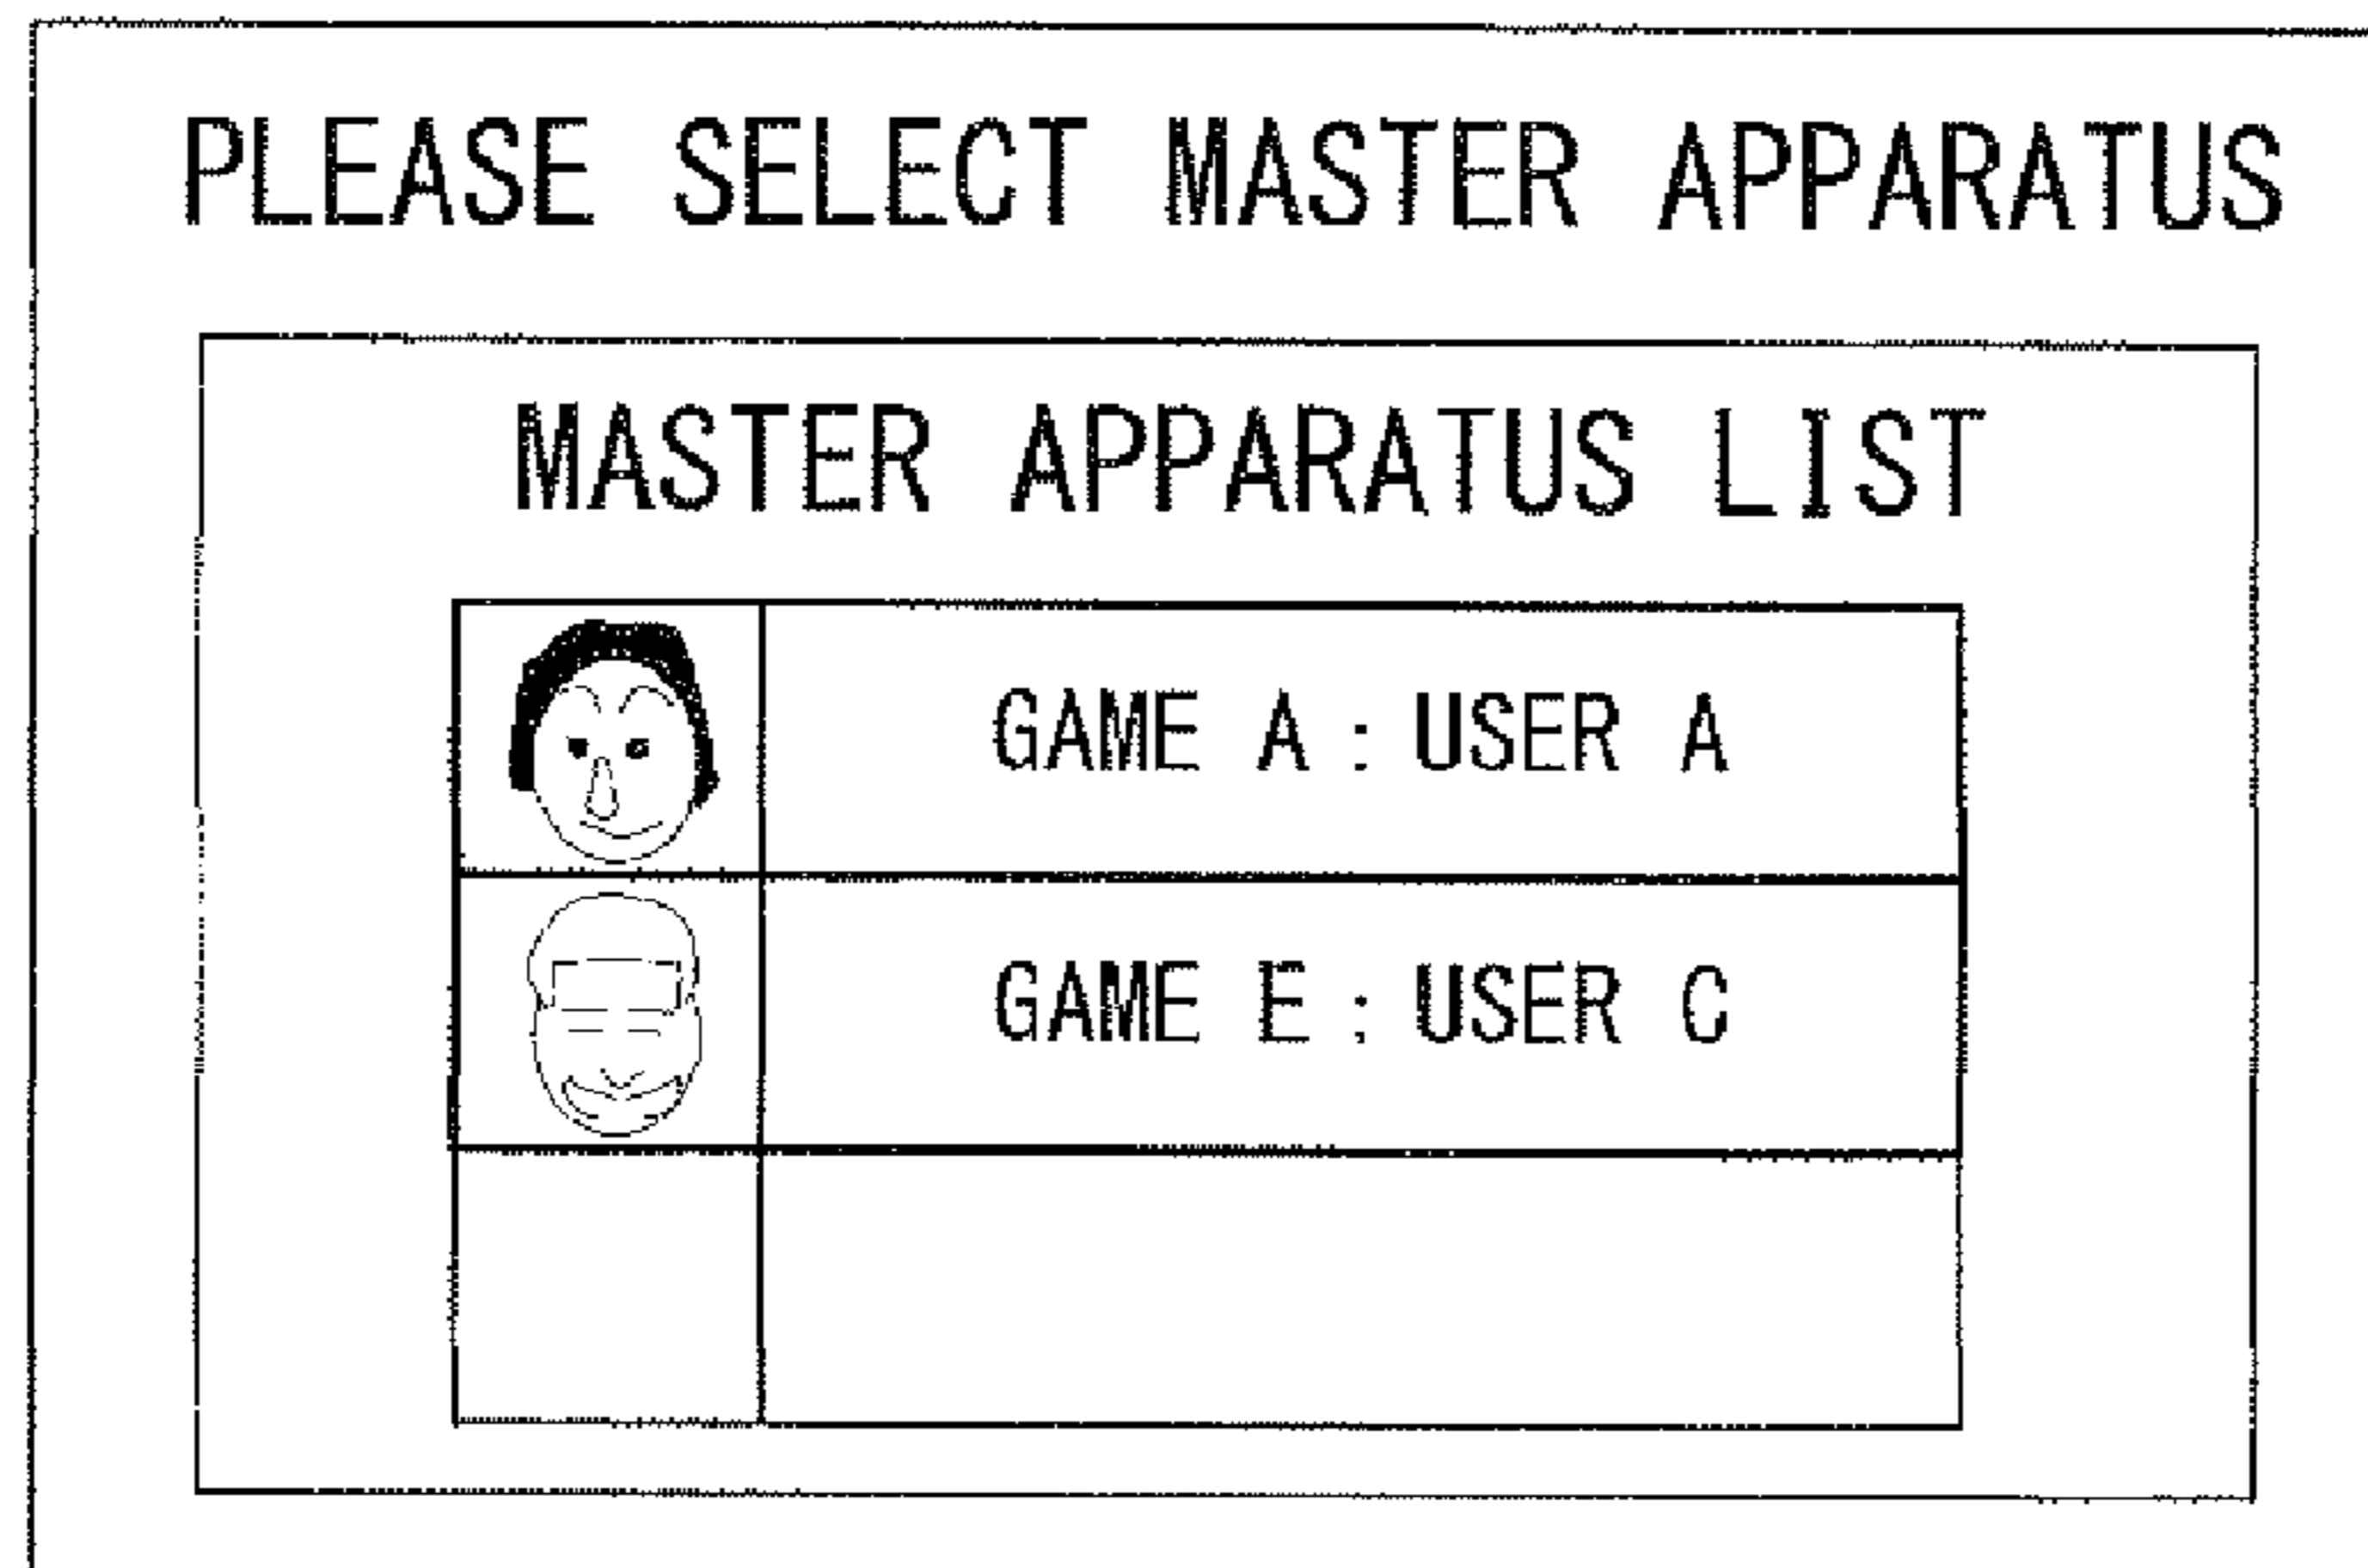 PLEASE SELECT MASTER APPARATUS
MASTER APPARATUS LIST
GAME A : USER A
GAME E : USER C